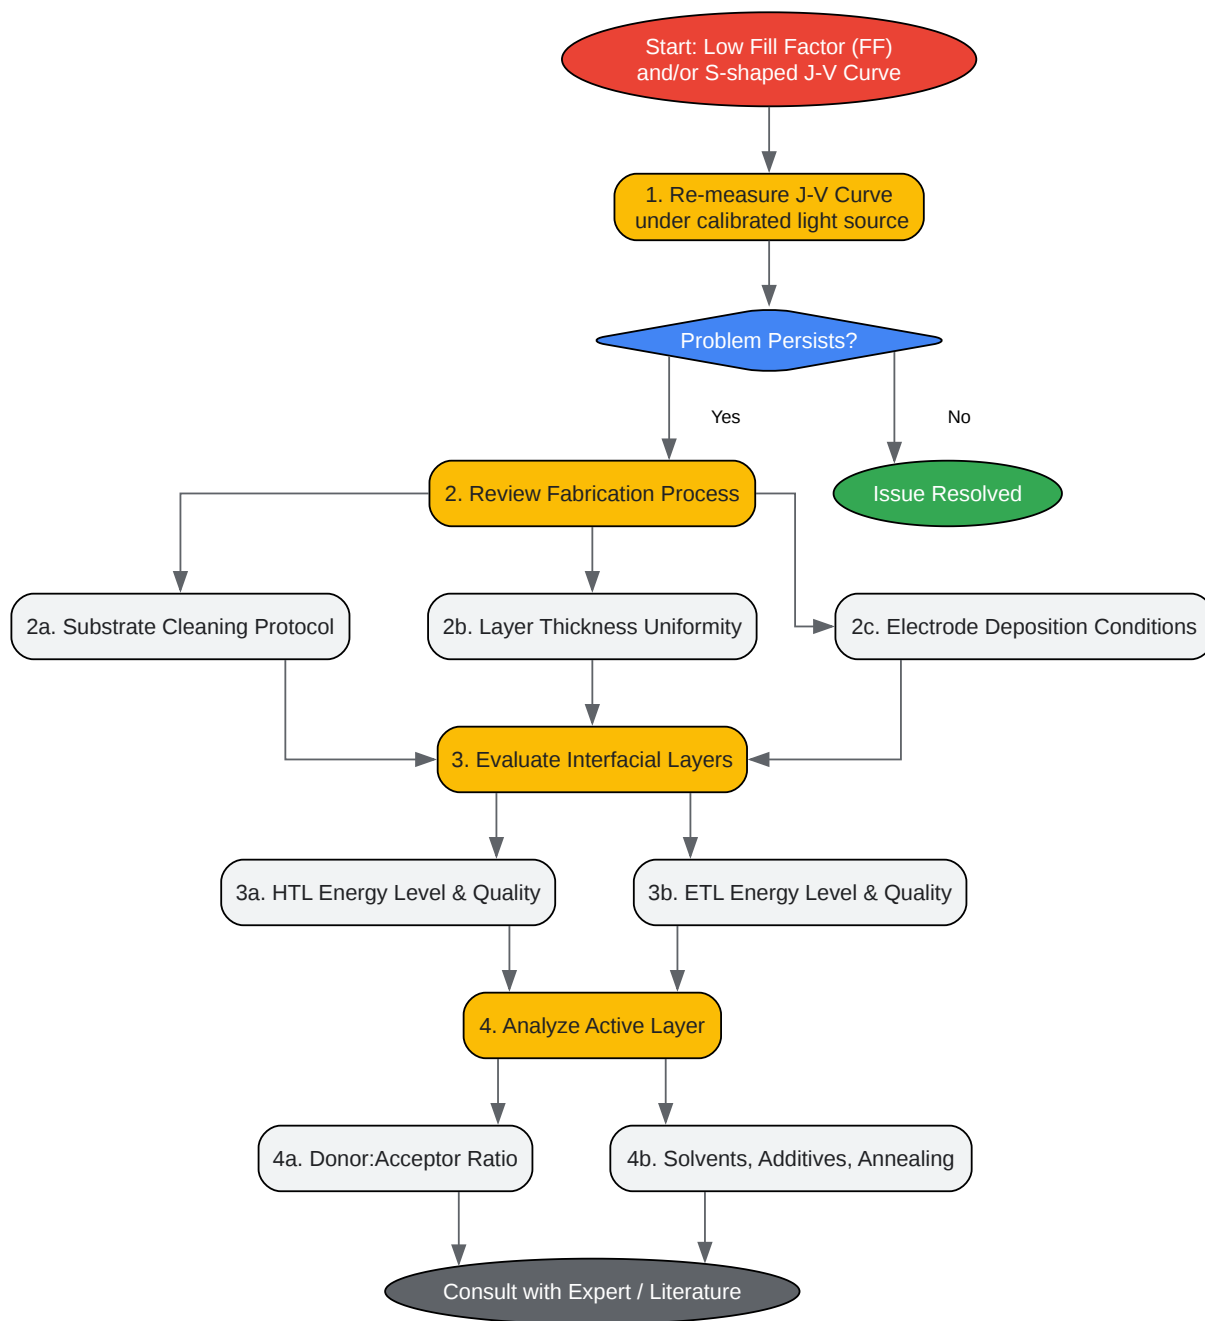 Start: Low Fill Factor (FF)
and/or S-shaped J-V Curve
1. Re-measure J-V Curve
under calibrated light source
Problem Persists?
Yes
No
2. Review Fabrication Process
Issue Resolved
2a. Substrate Cleaning Protocol
2b. Layer Thickness Uniformity
2c. Electrode Deposition Conditions
3. Evaluate Interfacial Layers
3a. HTL Energy Level & Quality
3b. ETL Energy Level & Quality
4. Analyze Active Layer
4a. Donor:Acceptor Ratio
4b. Solvents, Additives, Annealing
Consult with Expert / Literature